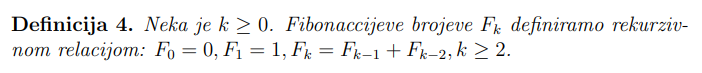 Definicija 4. Neka je k ≥ 0. Fibonaccijeve brojeve F_k definiramo rekurziv-
nom relacijom: F_0 = 0, F_1 = 1, F_k = F_{k−1} + F_{k−2}, k ≥ 2.